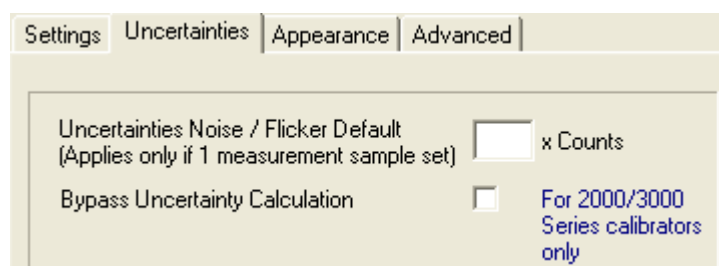 Settings Uncertainties Appearance Advanced
Uncertainties Noise / Flicker Default
(Applies only if 1 measurement sample set) x Counts
Bypass Uncertainty Calculation For 2000/3000
Series calibrators
only